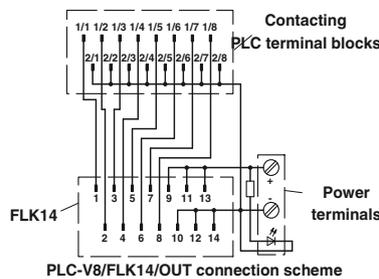 Contacting
PLC terminal blocks
1/1 1/2 1/3 1/4 1/5 1/6 1/7 1/8
2/1 2/2 2/3 2/4 2/5 2/6 2/7 2/8
1 3 5 7 9 11 13
+
-
FLK14
Power
terminals
2 4 6 8 10 12 14
PLC-V8/FLK14/OUT connection scheme